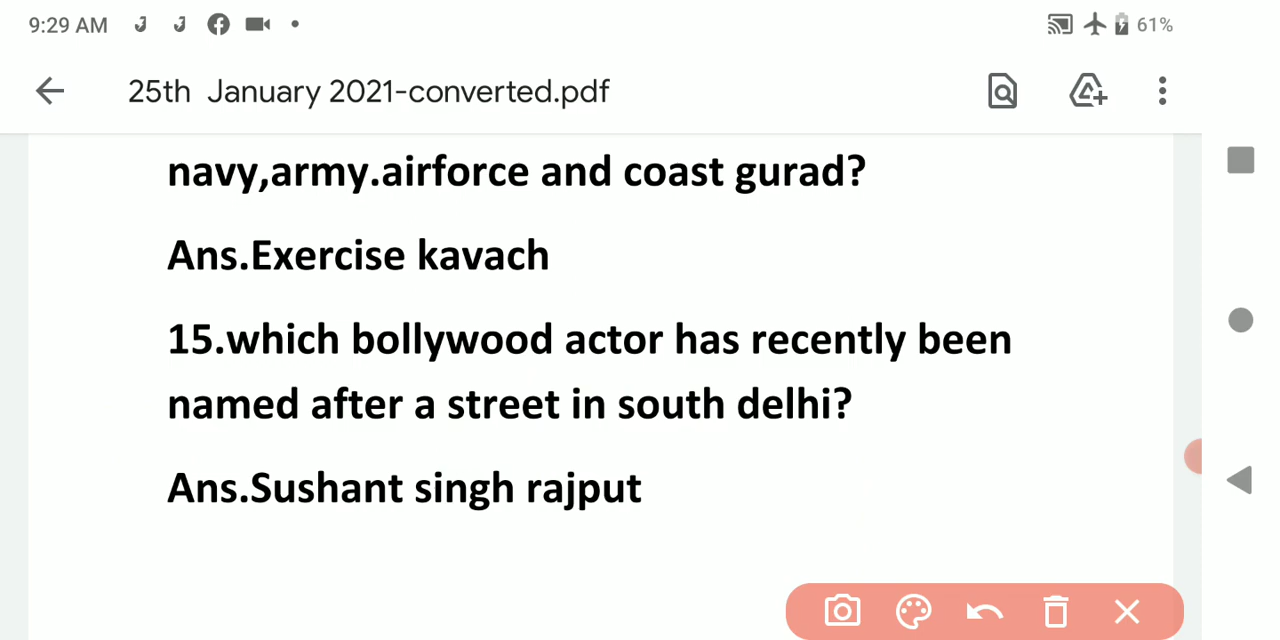 9:29 AM 61%
25th January 2021-converted.pdf
navy,army.airforce and coast gurad?
Ans.Exercise kavach
15.which bollywood actor has recently been
named after a street in south delhi?
Ans.Sushant singh rajput